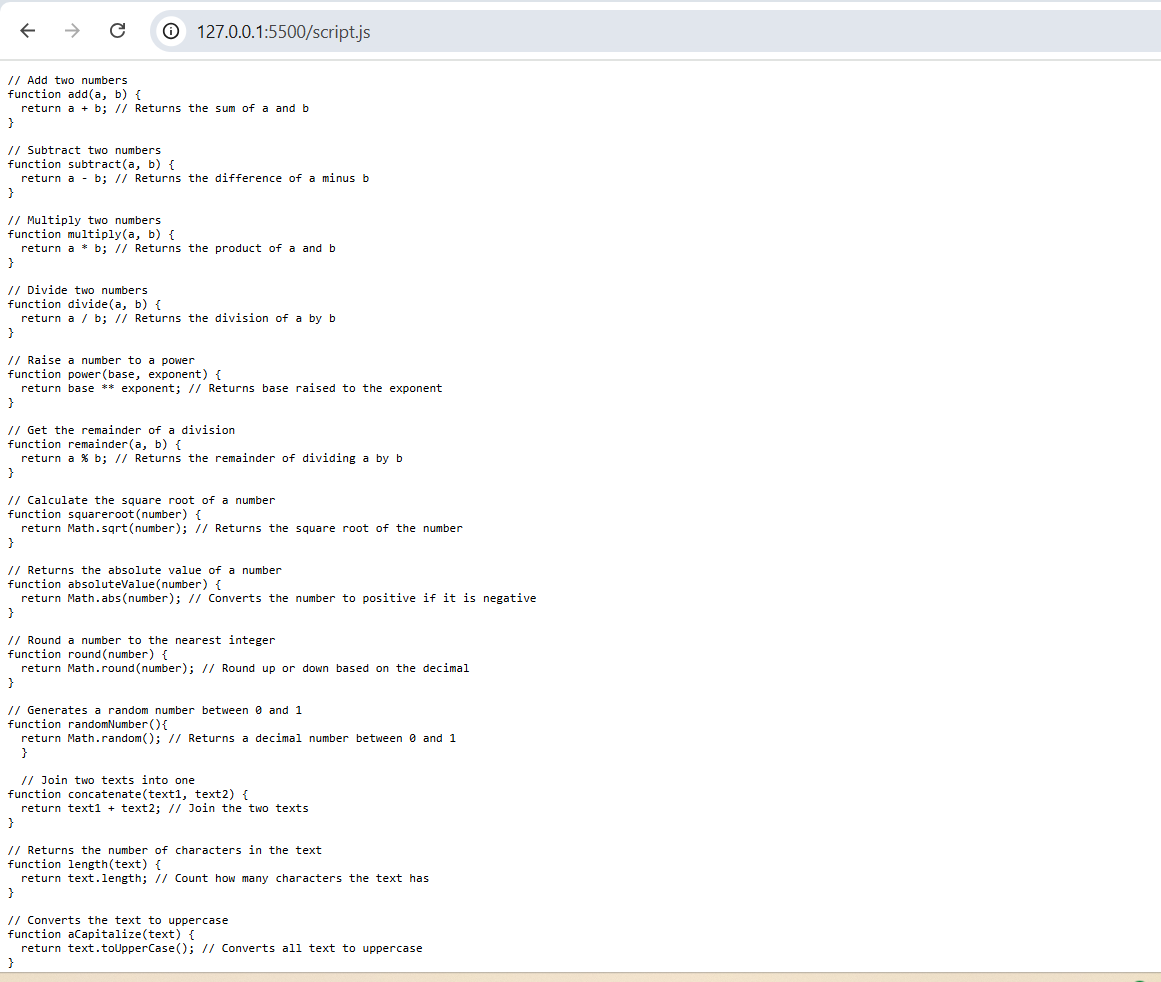 127.0.0.1:5500/script.js
// Add two numbers
function add(a, b) {
  return a + b; // Returns the sum of a and b
}
// Subtract two numbers
function subtract(a, b) {
  return a - b; // Returns the difference of a minus b
}
// Multiply two numbers
function multiply(a, b) {
  return a * b; // Returns the product of a and b
}
// Divide two numbers
function divide(a, b) {
  return a / b; // Returns the division of a by b
}
// Raise a number to a power
function power(base, exponent) {
  return base ** exponent; // Returns base raised to the exponent
}
// Get the remainder of a division
function remainder(a, b) {
  return a % b; // Returns the remainder of dividing a by b
}
// Calculate the square root of a number
function squareroot(number) {
  return Math.sqrt(number); // Returns the square root of the number
}
// Returns the absolute value of a number
function absoluteValue(number) {
  return Math.abs(number); // Converts the number to positive if it is negative
}
// Round a number to the nearest integer
function round(number) {
  return Math.round(number); // Round up or down based on the decimal
}
// Generates a random number between 0 and 1
function randomNumber(){
  return Math.random(); // Returns a decimal number between 0 and 1
  }
  // Join two texts into one
function concatenate(text1, text2) {
  return text1 + text2; // Join the two texts
}
// Returns the number of characters in the text
function length(text) {
  return text.length; // Count how many characters the text has
}
// Converts the text to uppercase
function aCapitalize(text) {
  return text.toUpperCase(); // Converts all text to uppercase
}